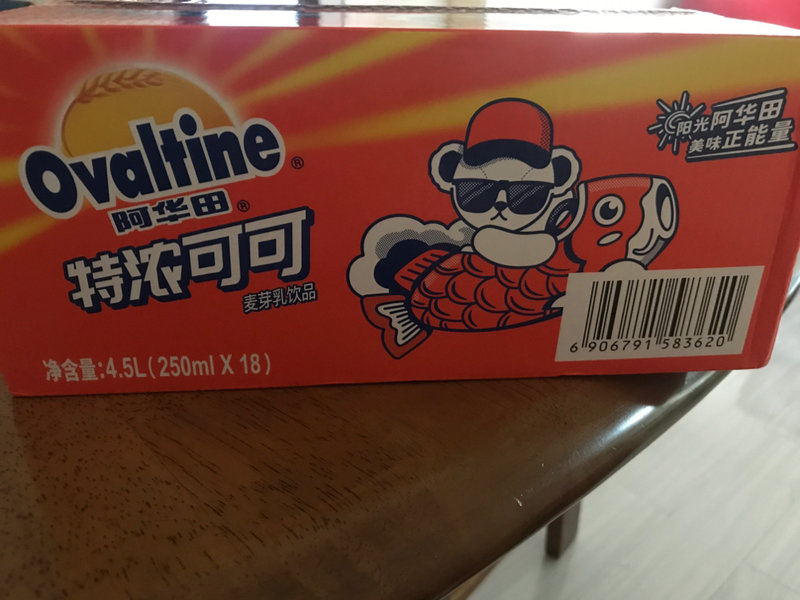 Ovaltine®
阿华田®
特浓可可
麦芽乳饮品
净含量:4.5L(250ml X 18)
阳光阿华田
美味正能量
6 906791 583620